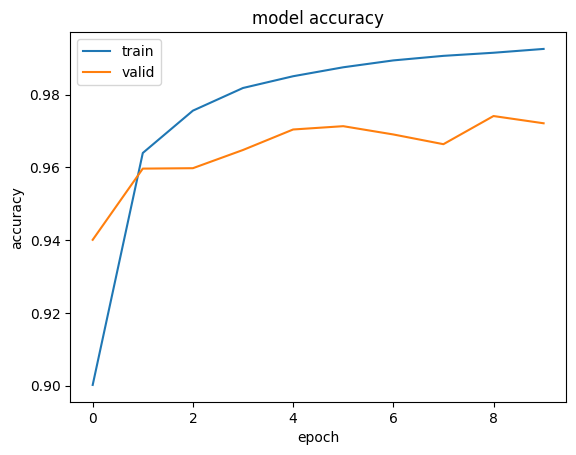 model accuracy
train
valid
accuracy
0.98
0.96
0.94
0.92
0.90
0 2 4 6 8
epoch